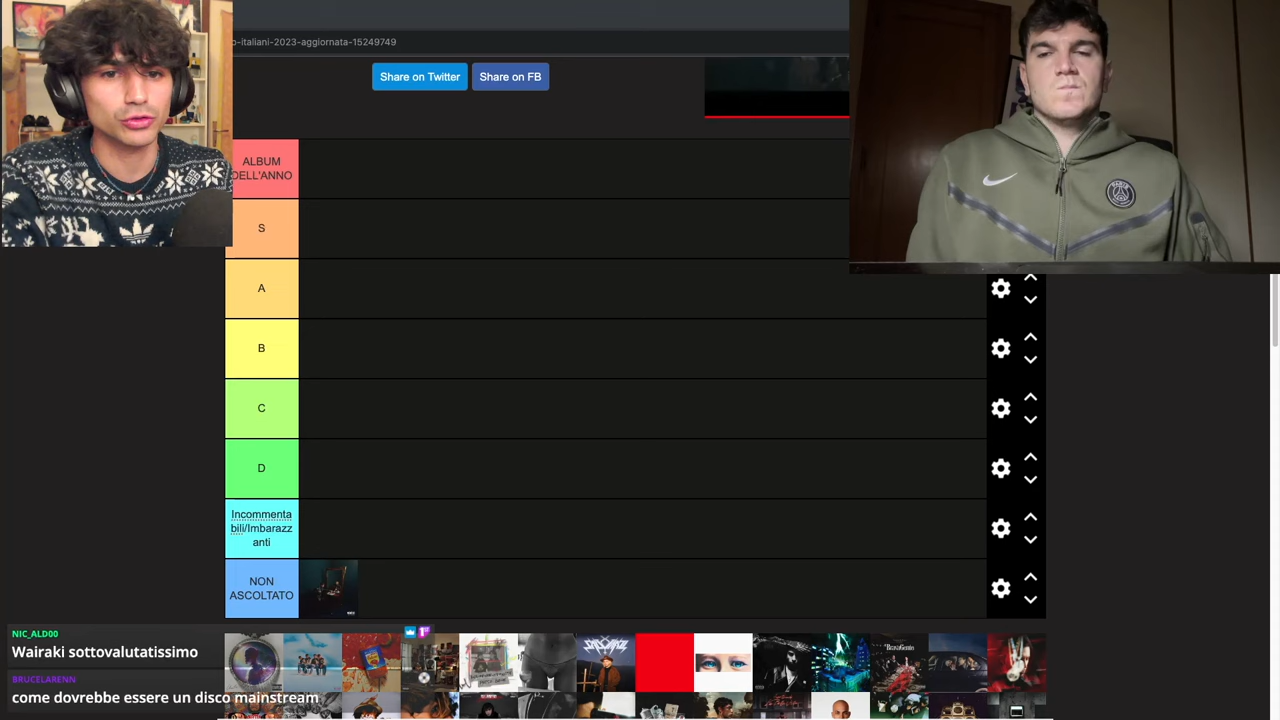 o-italiani-2023-aggiornata-15249749
Share on Twitter
Share on FB
ALBUM
DELL'ANNO
S
A
B
C
D
Incommenta
bili/Imbarazz
anti
NON
ASCOLTATO
NIC_ALD00
Wairaki sottovalutatissimo
BRUCELARENN
come dovrebbe essere un disco mainstream